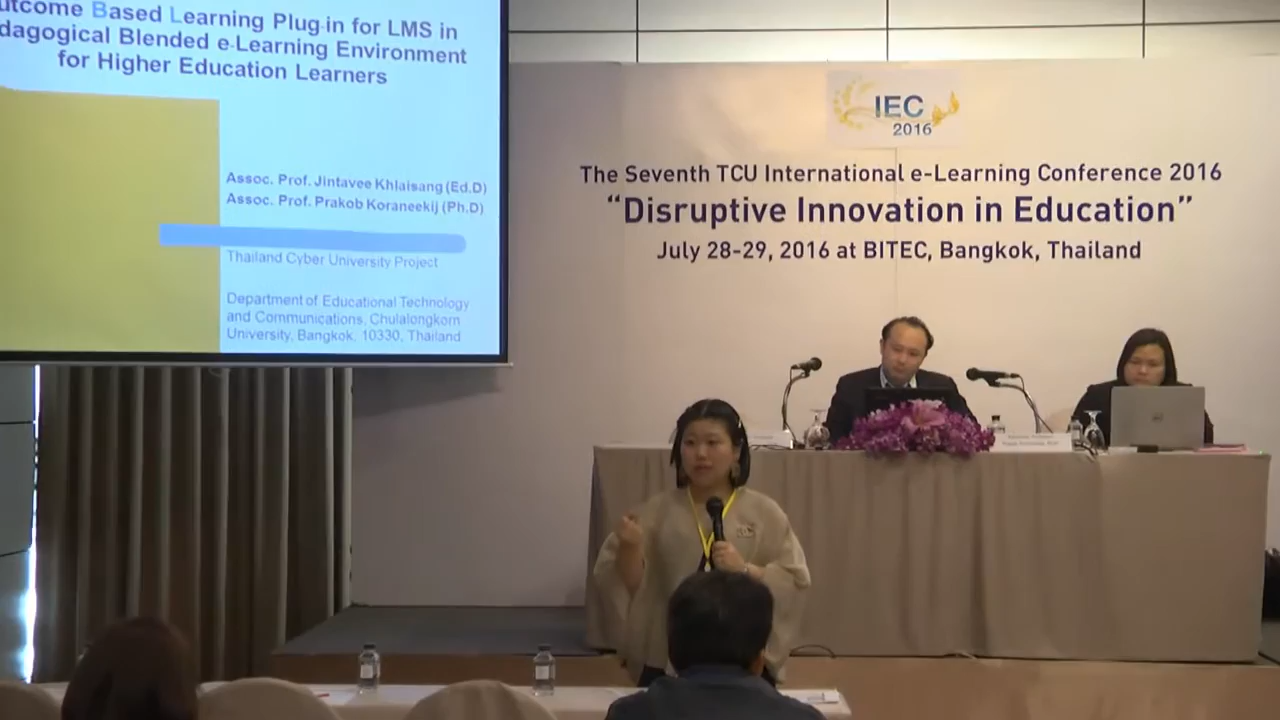 utcome Based Learning Plug-in for LMS in
dagogical Blended e-Learning Environment
for Higher Education Learners
Assoc. Prof. Jintavee Khlaisang (Ed.D)
Assoc. Prof. Prakob Koraneekij (Ph.D)
Thailand Cyber University Project
Department of Educational Technology
and Communications, Chulalongkorn
University, Bangkok, 10330, Thailand
IEC
2016
The Seventh TCU International e-Learning Conference 2016
“Disruptive Innovation in Education”
July 28-29, 2016 at BITEC, Bangkok, Thailand
DELL